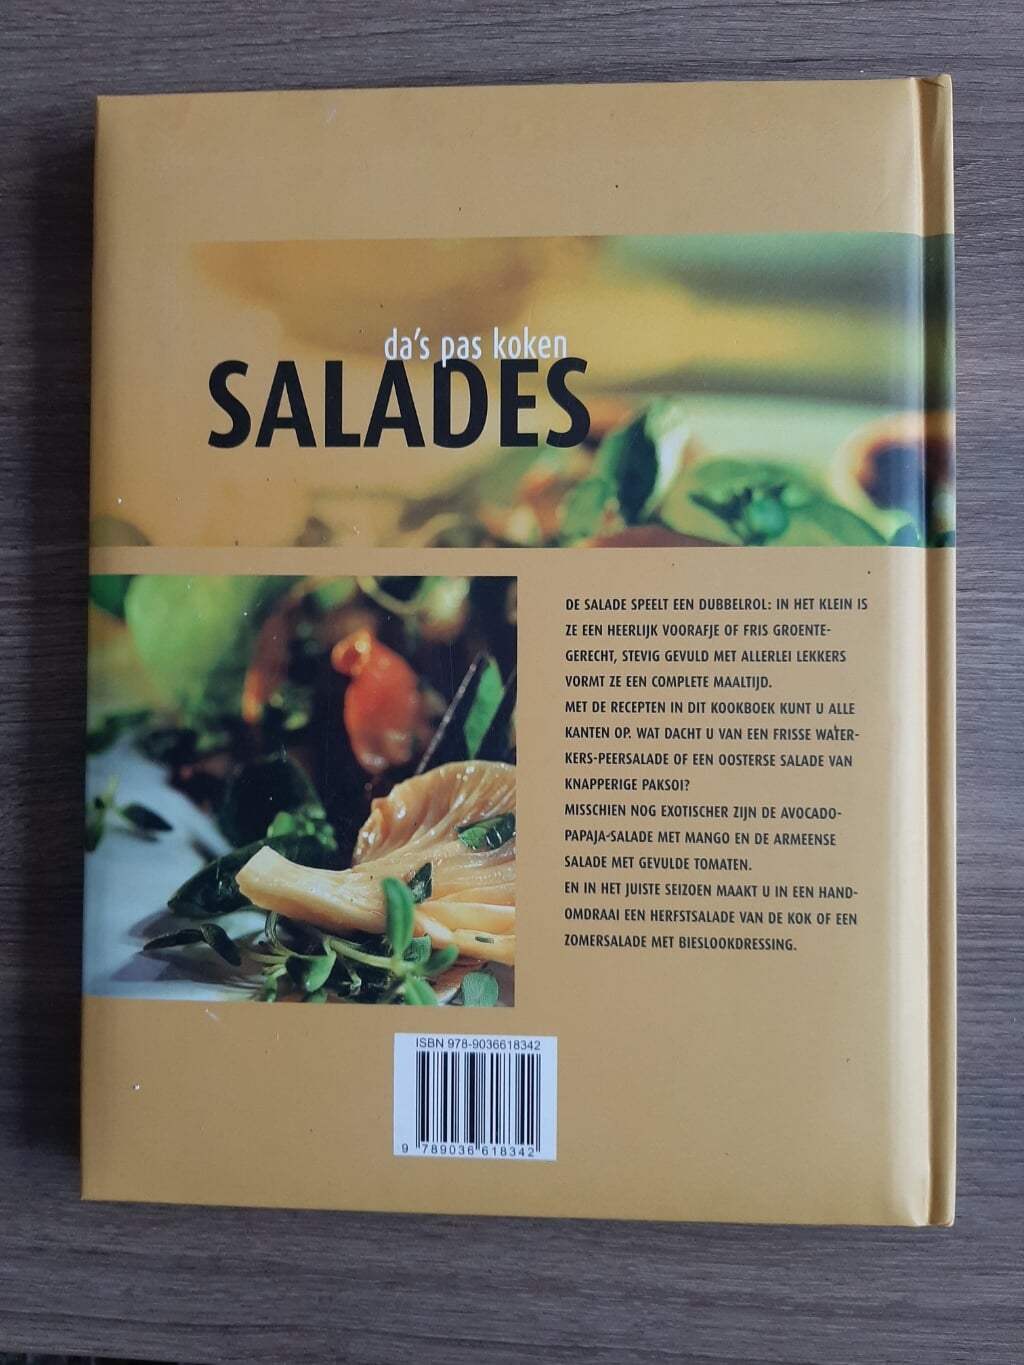 da's pas koken
SALADES
DE SALADE SPEELT EEN DUBBELROL: IN HET KLEIN IS
ZE EEN HEERLIJK VOORAFJE OF FRIS GROENTE-
GERECHT, STEVIG GEVULD MET ALLERLEI LEKKERS
VORMT ZE EEN COMPLETE MAALTIJD.
MET DE RECEPTEN IN DIT KOOKBOEK KUNT U ALLE
KANTEN OP. WAT DACHT U VAN EEN FRISSE WATER-
KERS-PEERSALADE OF EEN OOSTERSE SALADE VAN
KNAPPERIGE PAKSOI?
MISSCHIEN NOG EXOTISCHER ZIJN DE AVOCADO-
PAPAJA-SALADE MET MANGO EN DE ARMEENSE
SALADE MET GEVULDE TOMATEN.
EN IN HET JUISTE SEIZOEN MAAKT U IN EEN HAND-
OMDRAAI EEN HERFSTSALADE VAN DE KOK OF EEN
ZOMERSALADE MET BIESLOOKDRESSING.
ISBN 978-9036618342
9 789036 618342